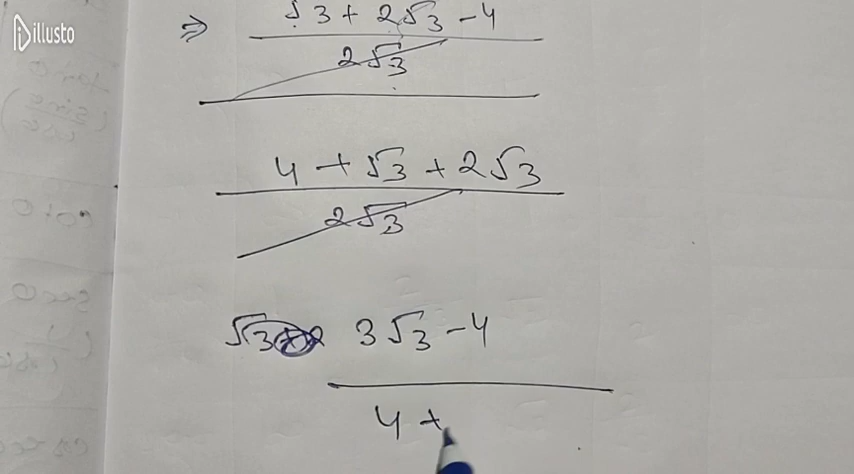 illusto
⇒ √3 + 2√3 - 4
2√3
4 + √3 + 2√3
2√3
√3 3√3 - 4
4 +